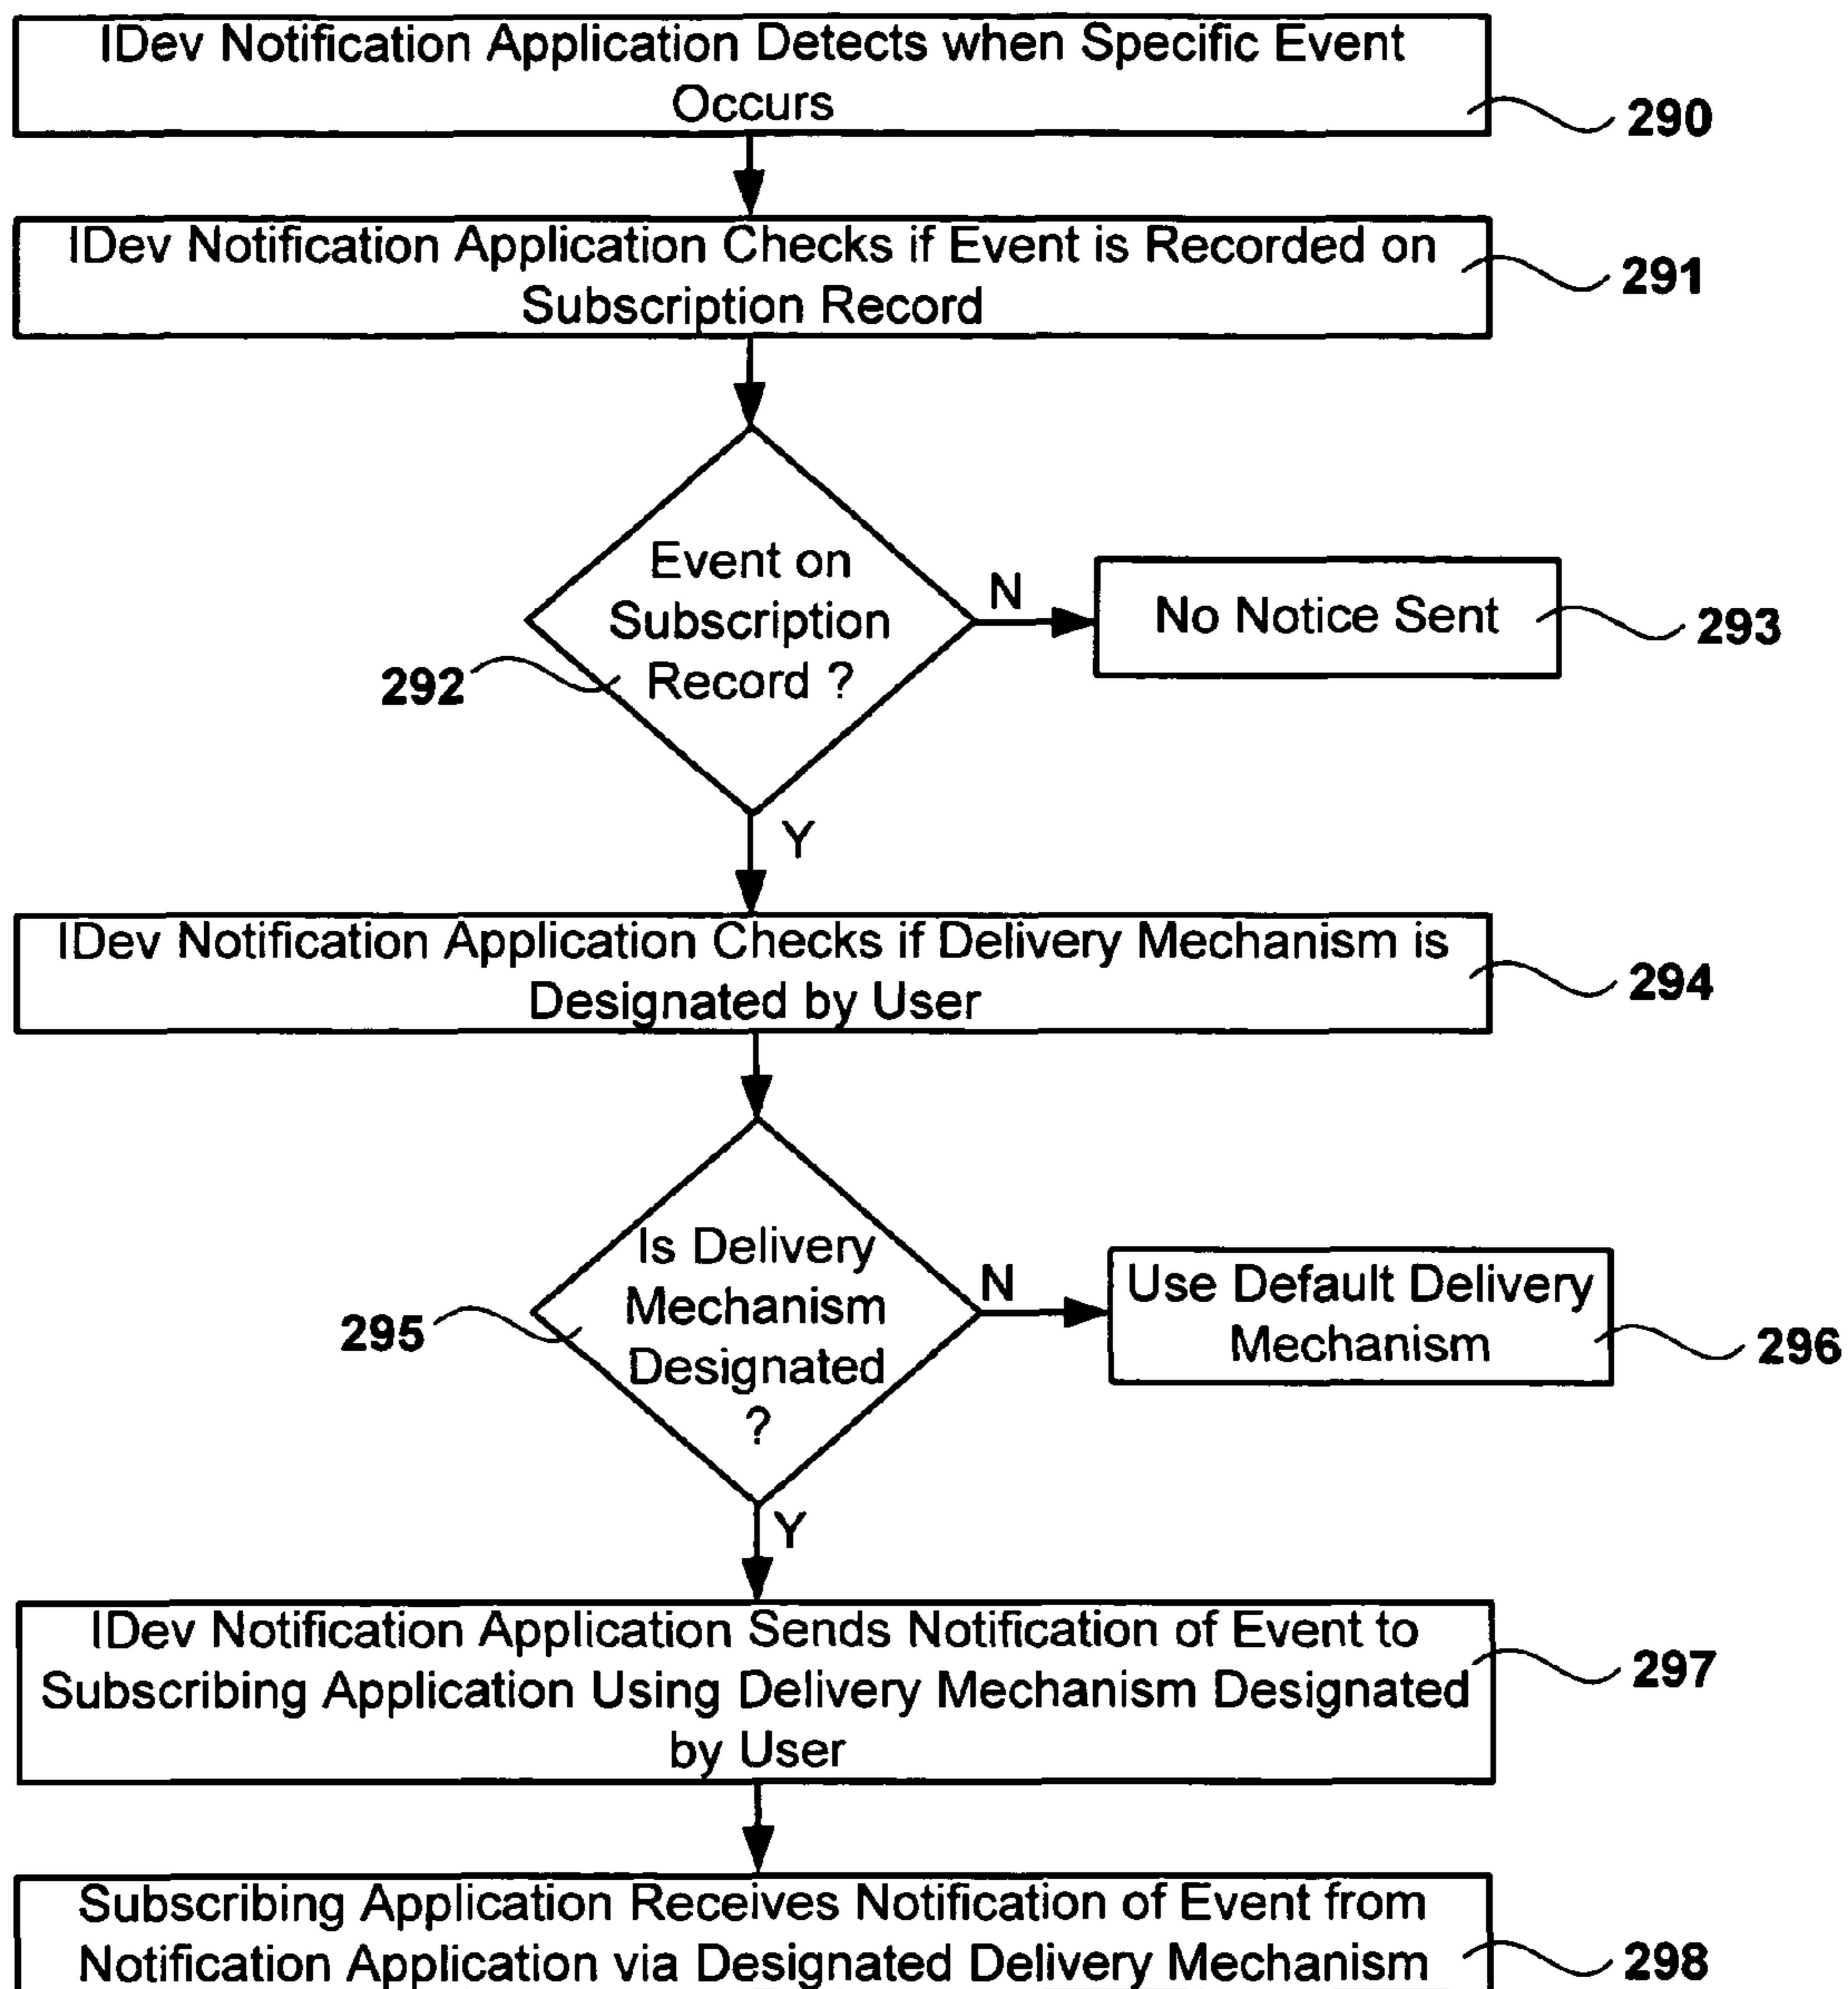 IDev Notification Application Detects when Specific Event
Occurs
290
IDev Notification Application Checks if Event is Recorded on
Subscription Record
291
Event on
Subscription
Record ?
292
N
No Notice Sent
293
Y
IDev Notification Application Checks if Delivery Mechanism is
Designated by User
294
Is Delivery
Mechanism
Designated
?
295
N
Use Default Delivery
Mechanism
296
Y
IDev Notification Application Sends Notification of Event to
Subscribing Application Using Delivery Mechanism Designated
by User
297
Subscribing Application Receives Notification of Event from
Notification Application via Designated Delivery Mechanism
298